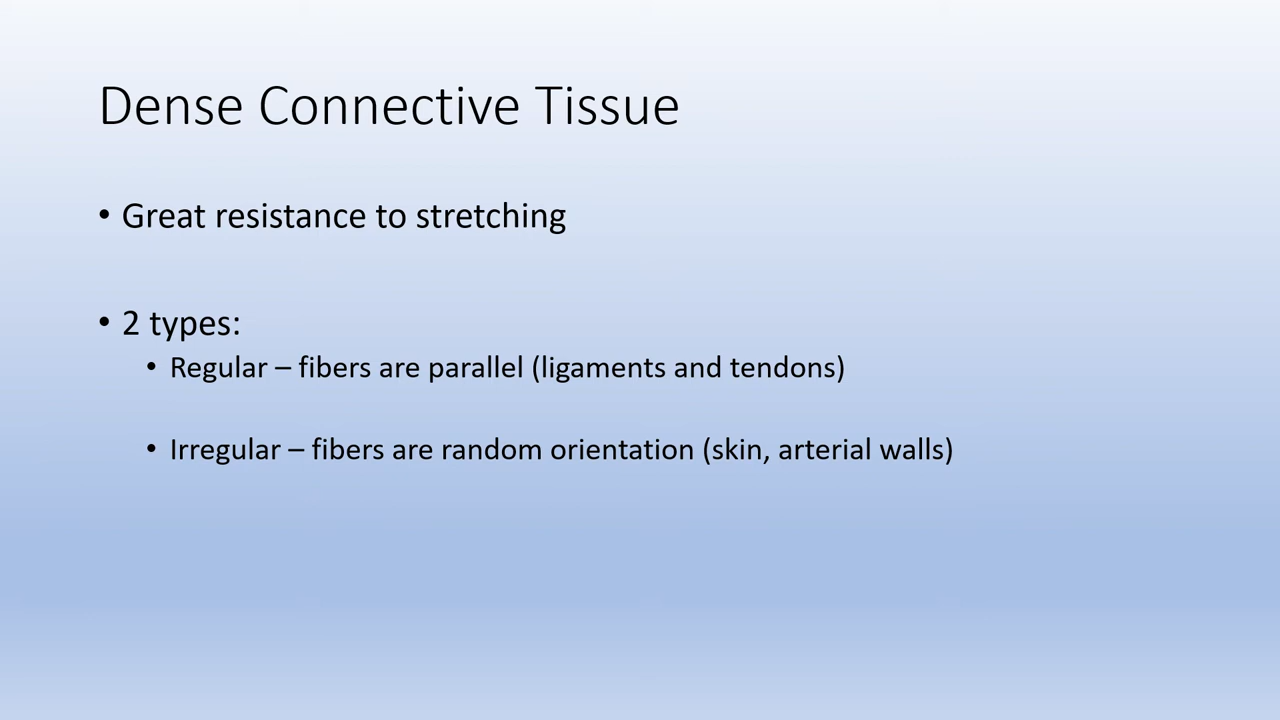 Dense Connective Tissue
• Great resistance to stretching
• 2 types:
• Regular – fibers are parallel (ligaments and tendons)
• Irregular – fibers are random orientation (skin, arterial walls)